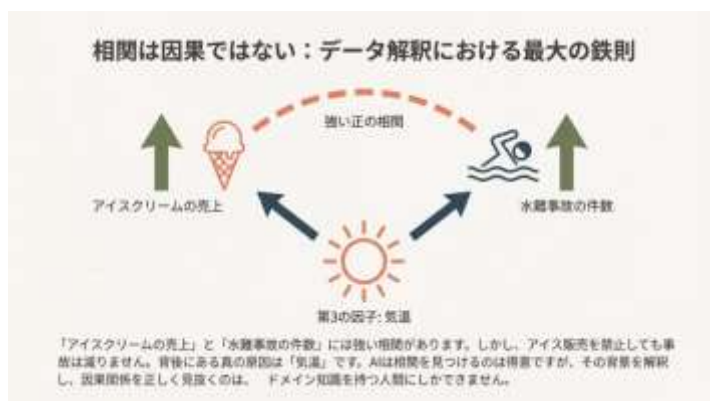 相関は因果ではない：データ解釈における最大の鉄則
強い正の相関
アイスクリームの売上
水難事故の件数
第3の因子: 気温
「アイスクリームの売上」と「水難事故の件数」には強い相関があります。しかし、アイス販売を禁止しても事
故は減りません。背後にある真の原因は「気温」です。AIは相関を見つけるのは得意ですが、その背景を解釈
し、因果関係を正しく見抜くのは、 ドメイン知識を持つ人間にしかできません。